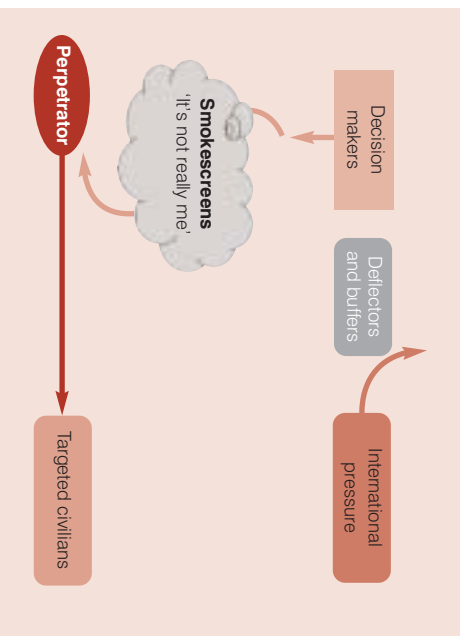 Decision
makers
Deflectors
and buffers
International
pressure
Smokescreens
'It's not really me'
Perpetrator
Targeted civilians